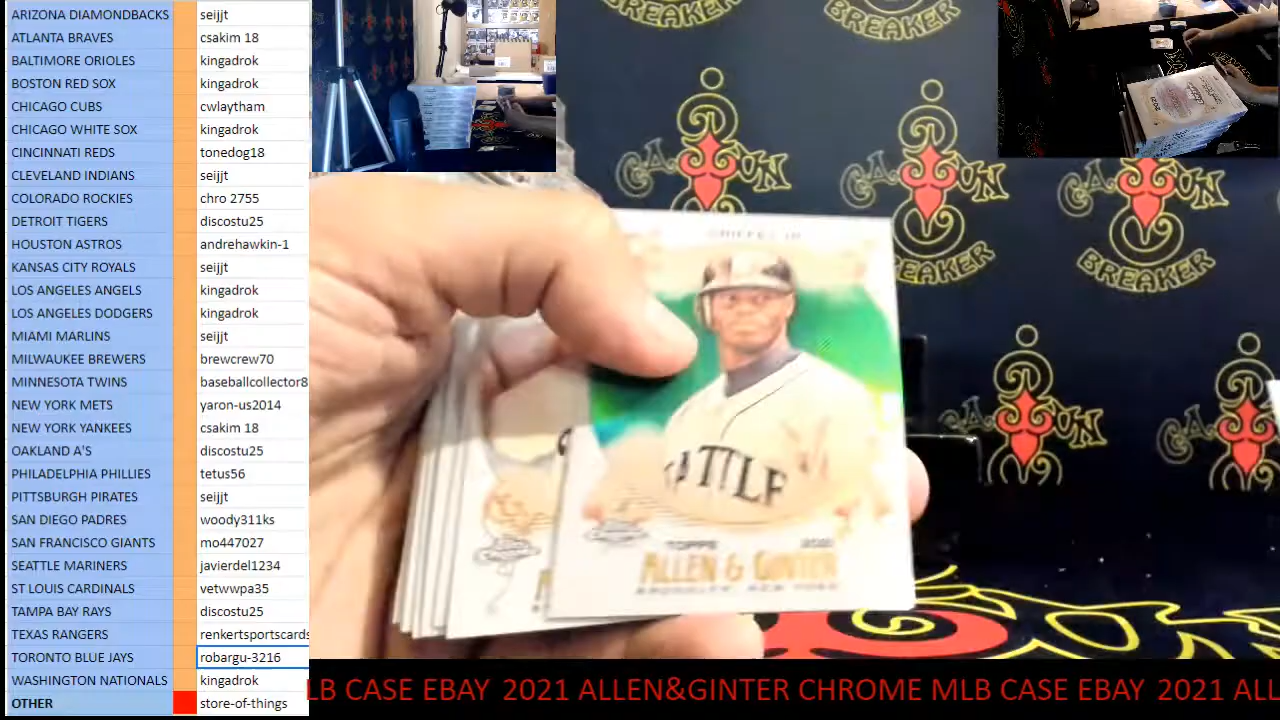 ARIZONA DIAMONDBACKS seijjt
ATLANTA BRAVES csakim 18
BALTIMORE ORIOLES kingadrok
BOSTON RED SOX kingadrok
CHICAGO CUBS cwlaytham
CHICAGO WHITE SOX kingadrok
CINCINNATI REDS tonedog18
CLEVELAND INDIANS seijjt
COLORADO ROCKIES chro 2755
DETROIT TIGERS discostu25
HOUSTON ASTROS andrehawkin-1
KANSAS CITY ROYALS seijjt
LOS ANGELES ANGELS kingadrok
LOS ANGELES DODGERS kingadrok
MIAMI MARLINS seijjt
MILWAUKEE BREWERS brewcrew70
MINNESOTA TWINS baseballcollector8
NEW YORK METS yaron-us2014
NEW YORK YANKEES csakim 18
OAKLAND A'S discostu25
PHILADELPHIA PHILLIES tetus56
PITTSBURGH PIRATES seijjt
SAN DIEGO PADRES woody311ks
SAN FRANCISCO GIANTS mo447027
SEATTLE MARINERS javierdel1234
ST LOUIS CARDINALS vetwwpa35
TAMPA BAY RAYS discostu25
TEXAS RANGERS renkertsportscards
TORONTO BLUE JAYS robargu-3216
WASHINGTON NATIONALS kingadrok
OTHER store-of-things
BREAKER
BREAKER
BREAKER
BREAKER
BREAKER
ATTLE
TOPPS 2021
ALLEN & GINTER
BROOKLYN, NEW YORK
LB CASE EBAY 2021 ALLEN&GINTER CHROME MLB CASE EBAY 2021 ALL